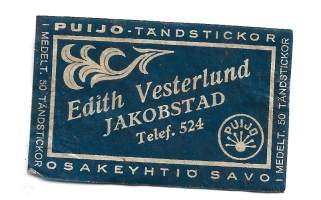 PUIJO-TÄNDSTICKOR
I MEDELT. 50 TÄNDSTICKOR
Edith Vesterlund
JAKOBSTAD
Telef. 524
PUIJO
I MEDELT. 50 TÄNDSTICKOR
OSAKEYHTIÖ SAVO